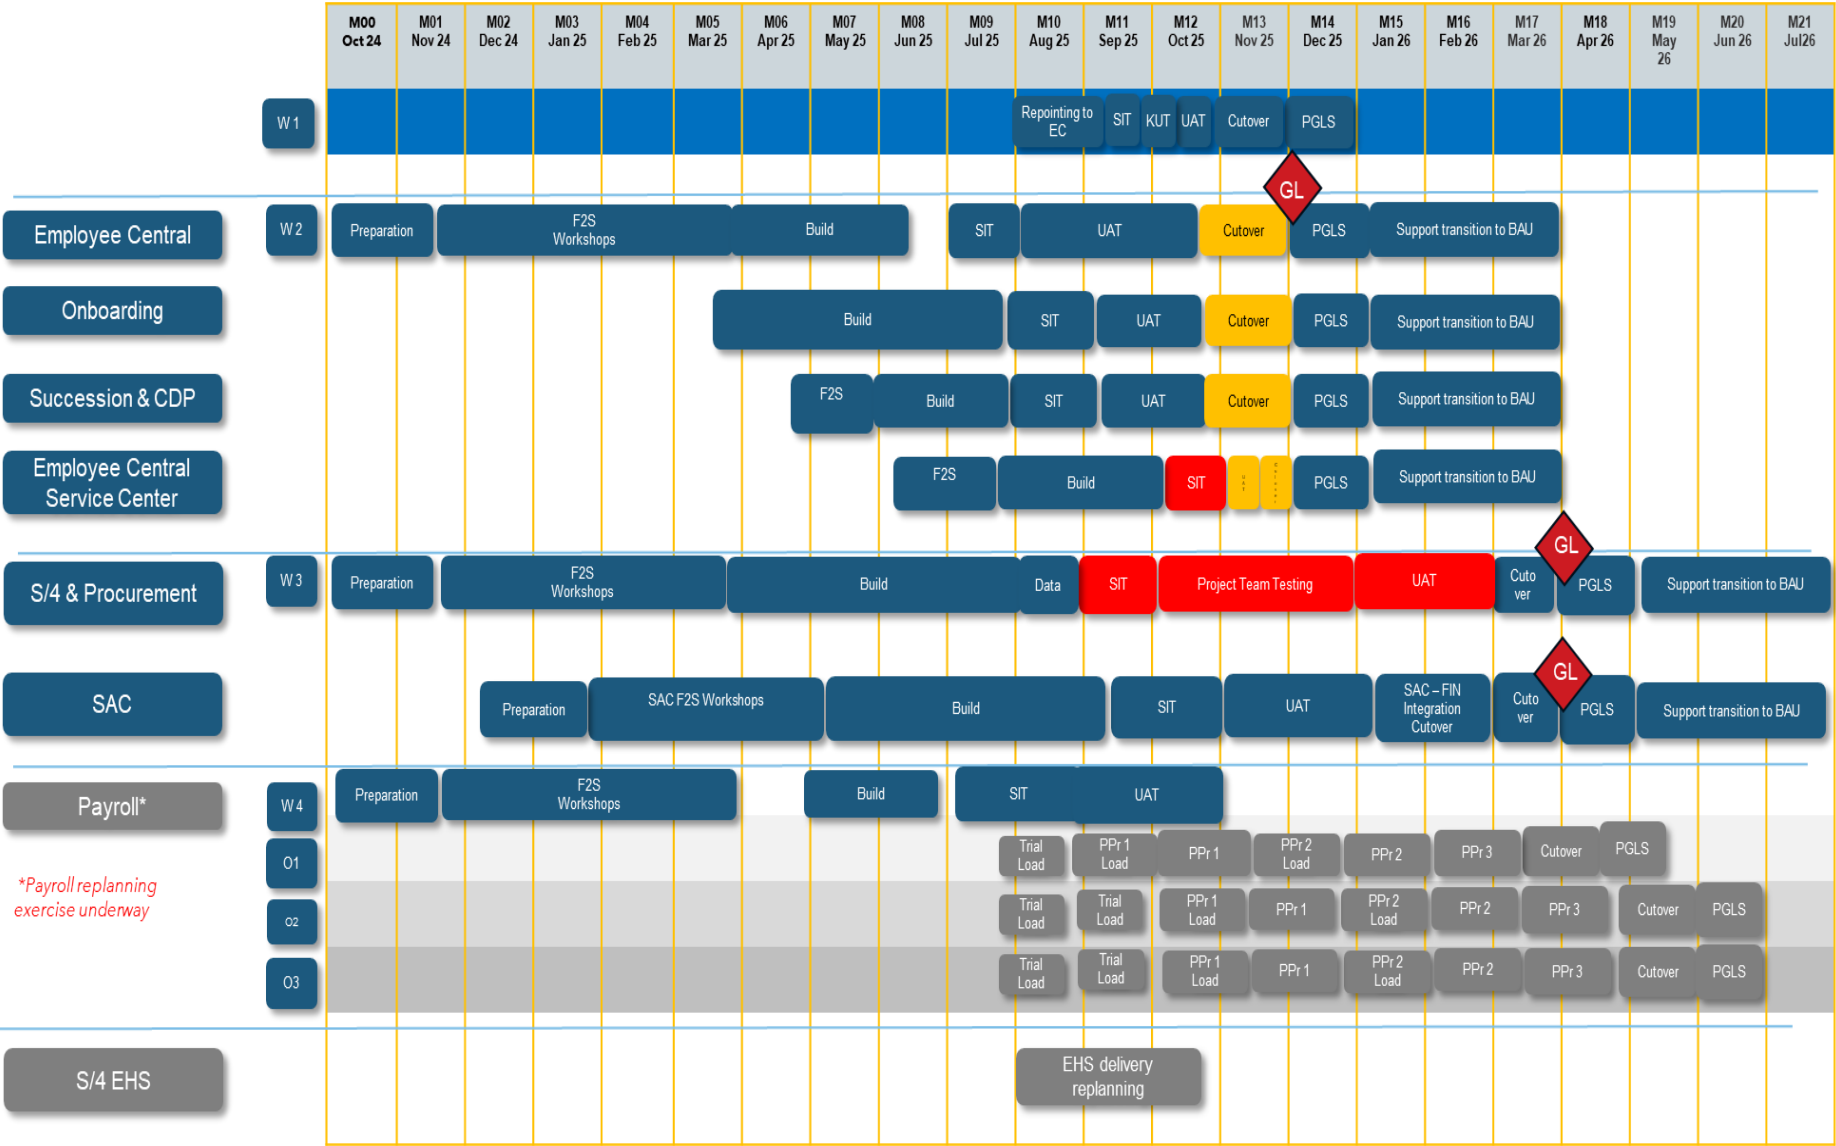 M00 M01 M02 M03 M04 M05 M06 M07 M08 M09 M10 M11 M12 M13 M14 M15 M16 M17 M18 M19 M20 M21
Oct 24 Nov 24 Dec 24 Jan 25 Feb 25 Mar 25 Apr 25 May 25 Jun 25 Jul 25 Aug 25 Sep 25 Oct 25 Nov 25 Dec 25 Jan 26 Feb 26 Mar 26 Apr 26 May Jun 26 Jul26
26
W 1
Repointing to
EC
SIT
KUT
UAT
Cutover
PGLS
GL
Employee Central
W 2
Preparation
F2S
Workshops
Build
SIT
UAT
Cutover
PGLS
Support transition to BAU
Onboarding
Build
SIT
UAT
Cutover
PGLS
Support transition to BAU
Succession & CDP
F2S
Build
SIT
UAT
Cutover
PGLS
Support transition to BAU
Employee Central
Service Center
F2S
Build
SIT
PGLS
Support transition to BAU
GL
S/4 & Procurement
W 3
Preparation
F2S
Workshops
Build
Data
SIT
Project Team Testing
UAT
Cuto
ver
PGLS
Support transition to BAU
GL
SAC
Preparation
SAC F2S Workshops
Build
SIT
UAT
SAC – FIN
Integration
Cutover
Cuto
ver
PGLS
Support transition to BAU
Payroll*
W 4
Preparation
F2S
Workshops
Build
SIT
UAT
*Payroll replanning
exercise underway
O1
Trial
Load
PPr 1
Load
PPr 1
PPr 2
Load
PPr 2
PPr 3
Cutover
PGLS
O2
Trial
Load
Trial
Load
PPr 1
Load
PPr 1
PPr 2
Load
PPr 2
PPr 3
Cutover
PGLS
O3
Trial
Load
Trial
Load
PPr 1
Load
PPr 1
PPr 2
Load
PPr 2
PPr 3
Cutover
PGLS
S/4 EHS
EHS delivery
replanning